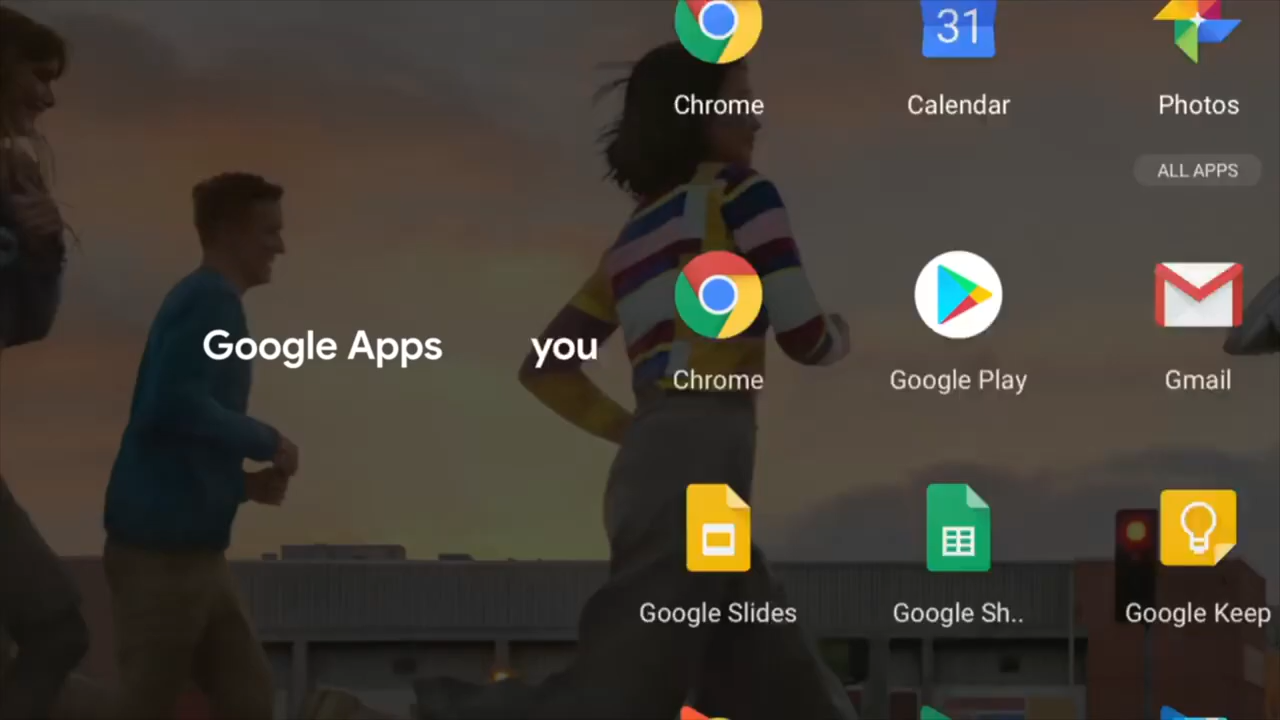 Chrome
31
Calendar
Photos
ALL APPS
Google Apps you
Chrome
Google Play
Gmail
Google Slides
Google Sh..
Google Keep